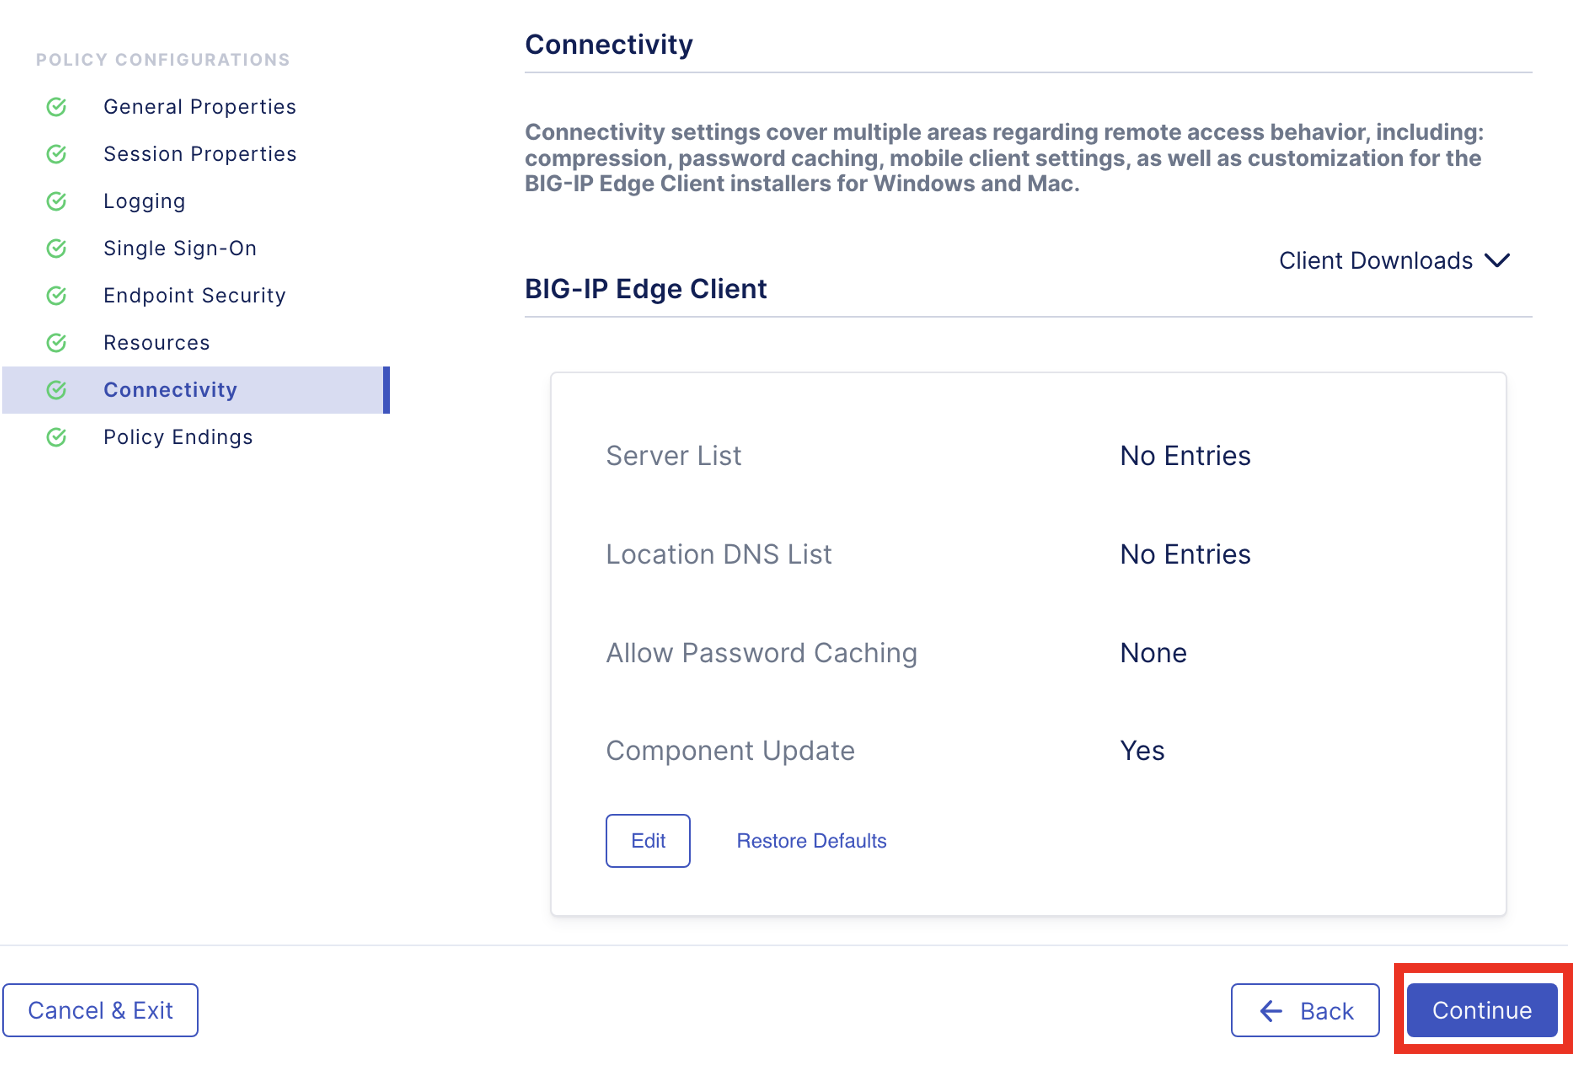 POLICY CONFIGURATIONS
General Properties
Session Properties
Logging
Single Sign-On
Endpoint Security
Resources
Connectivity
Policy Endings
Connectivity
Connectivity settings cover multiple areas regarding remote access behavior, including:
compression, password caching, mobile client settings, as well as customization for the
BIG-IP Edge Client installers for Windows and Mac.
Client Downloads
BIG-IP Edge Client
Server List No Entries
Location DNS List No Entries
Allow Password Caching None
Component Update Yes
Edit Restore Defaults
Cancel & Exit Back Continue